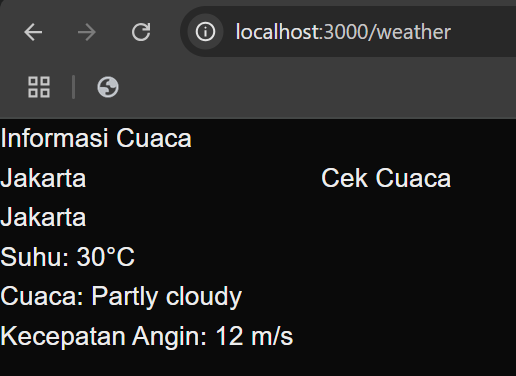 localhost:3000/weather
Informasi Cuaca
Jakarta Cek Cuaca
Jakarta
Suhu: 30°C
Cuaca: Partly cloudy
Kecepatan Angin: 12 m/s